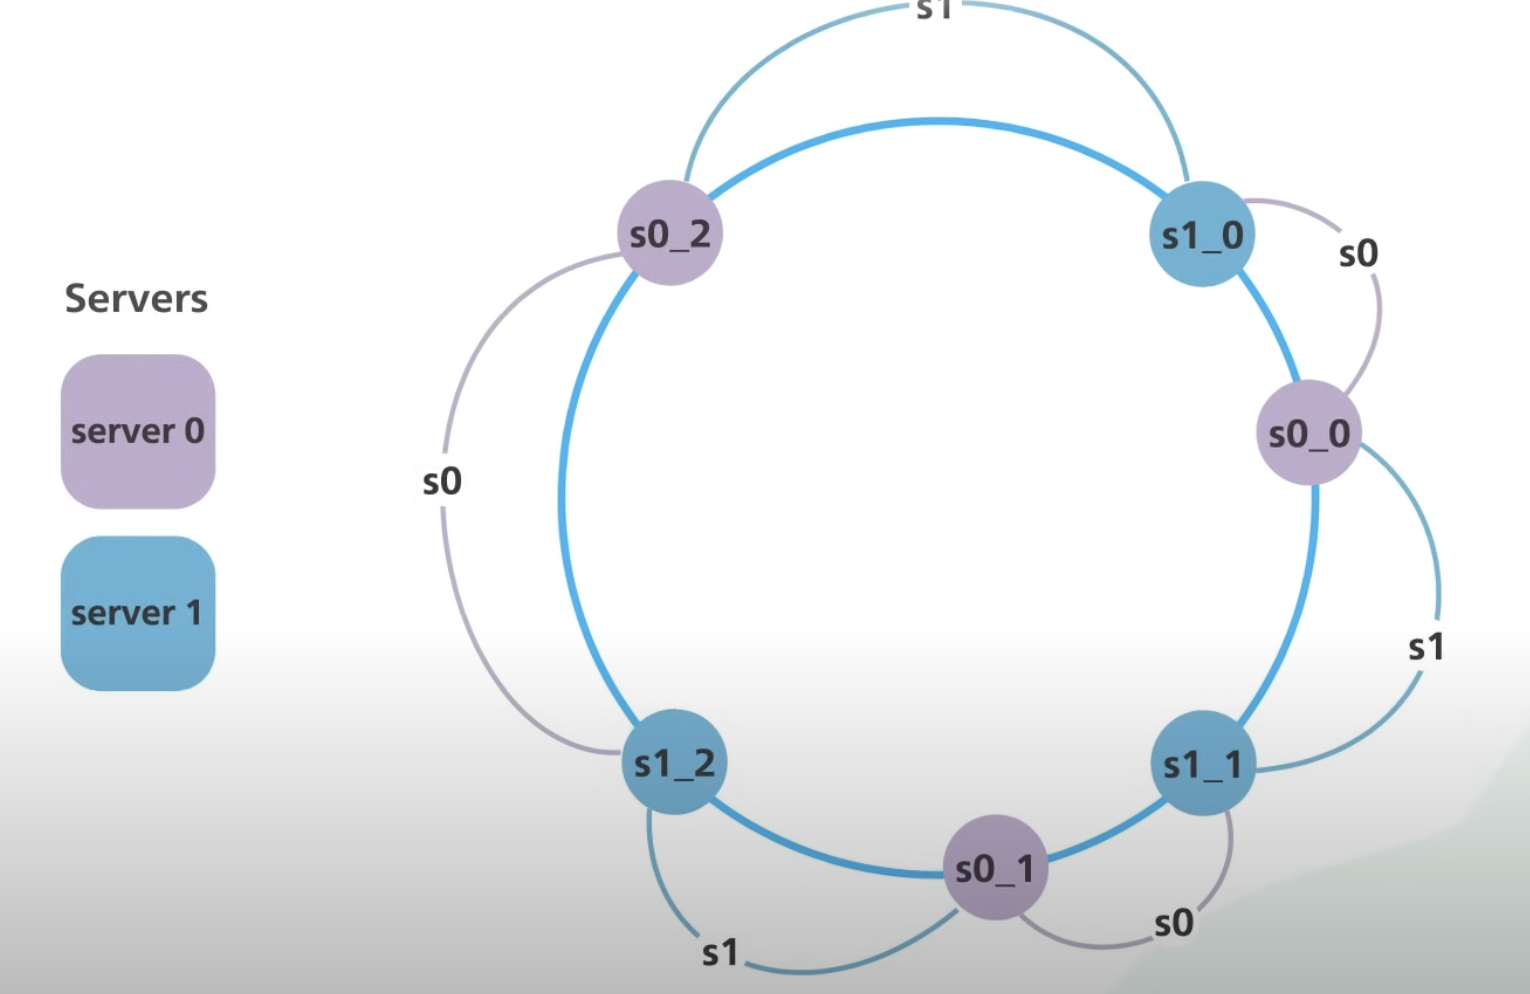 s1
s0_2
s1_0
s0
Servers
server 0
s0_0
s0
server 1
s1
s1_2
s1_1
s0_1
s0
s1